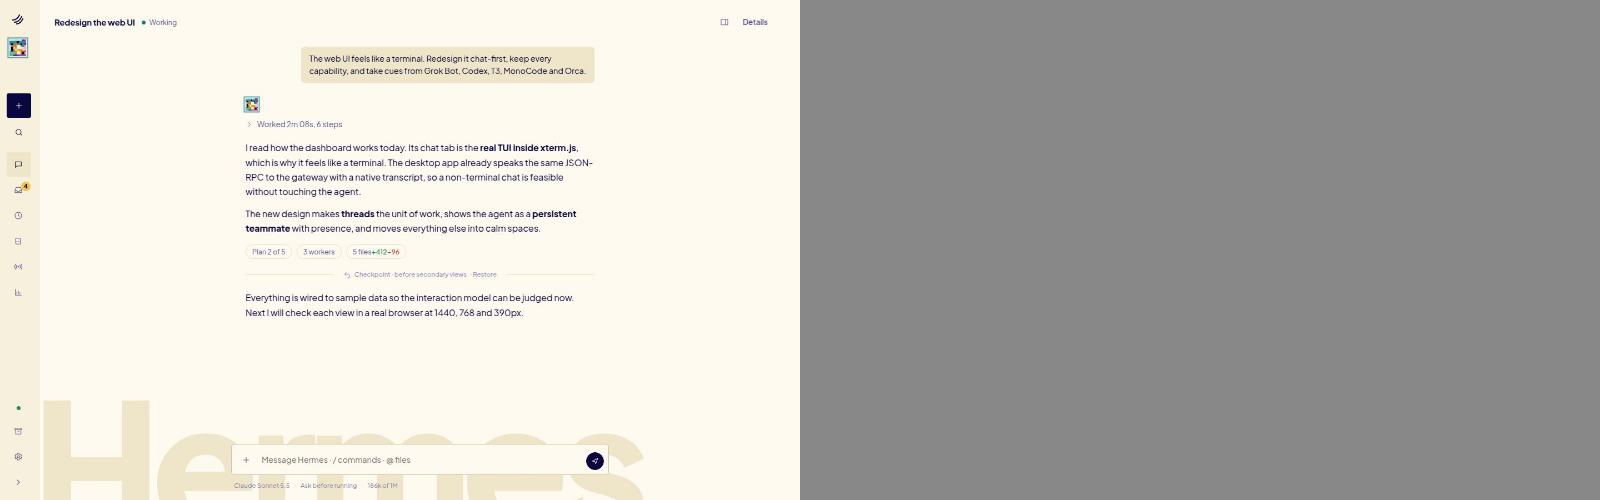 Redesign the web UI
Working
Details
The web UI feels like a terminal. Redesign it chat-first, keep every
capability, and take cues from Grok Bot, Codex, T3, MonoCode and Orca.
Worked 2m 08s, 6 steps
I read how the dashboard works today. Its chat tab is the real TUI inside xterm.js,
which is why it feels like a terminal. The desktop app already speaks the same JSON-
RPC to the gateway with a native transcript, so a non-terminal chat is feasible
without touching the agent.
The new design makes threads the unit of work, shows the agent as a persistent
teammate with presence, and moves everything else into calm spaces.
Plan 2 of 5
3 workers
5 files+412−96
Checkpoint · before secondary views · Restore
Everything is wired to sample data so the interaction model can be judged now.
Next I will check each view in a real browser at 1440, 768 and 390px.
4
Hermes
Message Hermes · / commands · @ files
Claude Sonnet 5.5 · Ask before running · 186k of 1M